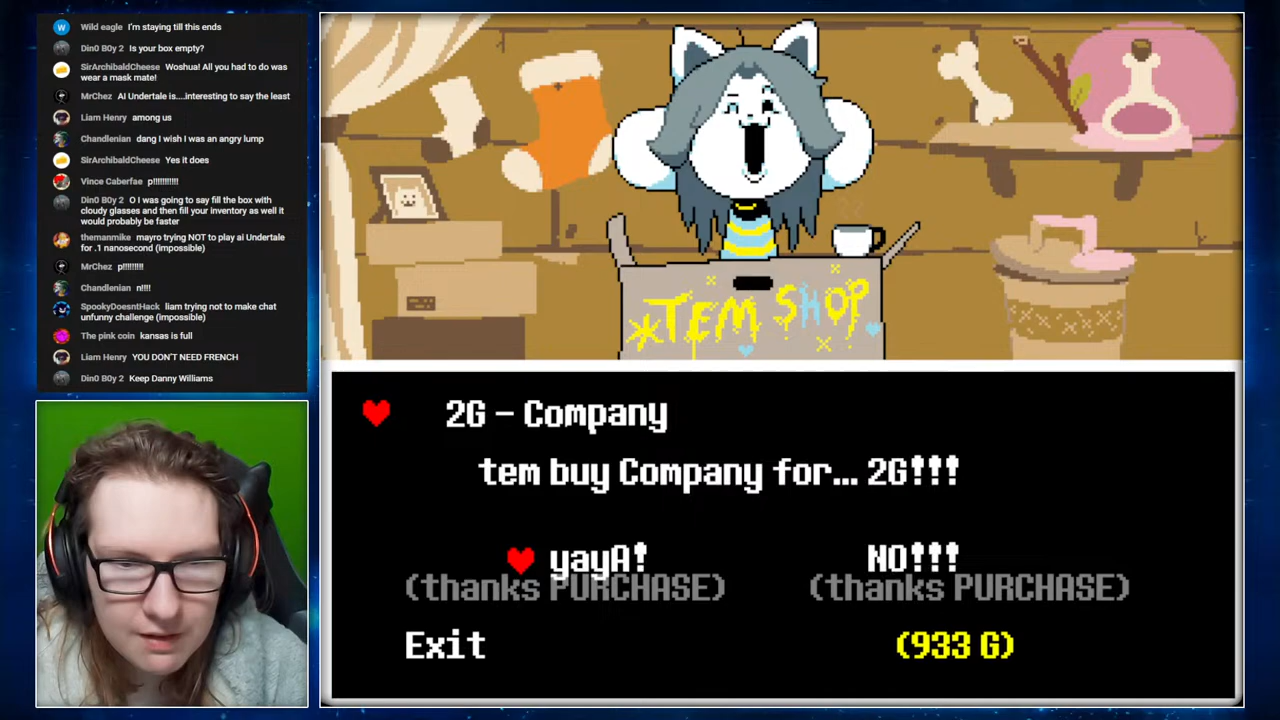 Wild eagle I'm staying till this ends
Din0 B0y 2 Is your box empty?
SirArchibaldCheese Woshua! All you had to do was
wear a mask mate!
MrChez AI Undertale is....interesting to say the least
Liam Henry among us
Chandlenian dang I wish I was an angry lump
SirArchibaldCheese Yes it does
Vince Caberfae p!!!!!!!!!!
Din0 B0y 2 O I was going to say fill the box with
cloudy glasses and then fill your inventory as well it
would probably be faster
themanmike mayro trying NOT to play ai Undertale
for .1 nanosecond (impossible)
MrChez p!!!!!!!!!
Chandlenian n!!!!
SpookyDoesntHack liam trying not to make chat
unfunny challenge (impossible)
The pink coin kansas is full
Liam Henry YOU DON'T NEED FRENCH
Din0 B0y 2 Keep Danny Williams
TEM SHOP
2G - Company
tem buy Company for... 2G!!!
yayA! NO!!!
(thanks PURCHASE) (thanks PURCHASE)
Exit (933 G)